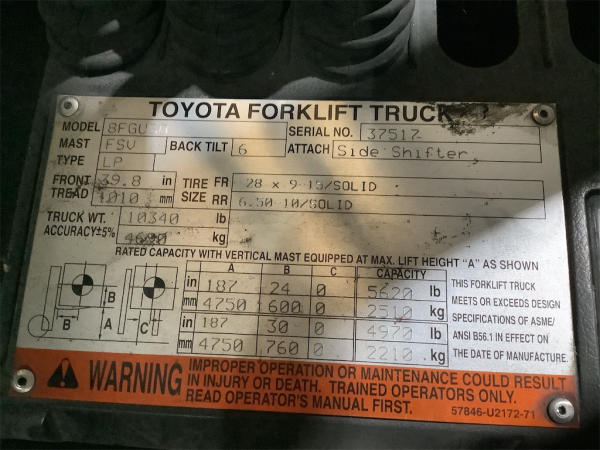 TOYOTA FORKLIFT TRUCK
MODEL SERIAL NO. 37517
MAST FSV BACK TILT 6 ATTACH Side Shifter,
TYPE LP
FRONT TREAD 39.8 in 1010 mm TIRE SIZE FR 28 x 9-15/SOLID
RR 6.50-10/SOLID
TRUCK WT. 10340 lb
ACCURACY±5% kg
RATED CAPACITY WITH VERTICAL MAST EQUIPPED AT MAX. LIFT HEIGHT "A" AS SHOWN
A B C CAPACITY
in 187 24 0 5620 lb
mm 4750 600 0 2510 kg
in 187 30 0 4970 lb
mm 4750 760 0 2210 kg
THIS FORKLIFT TRUCK
MEETS OR EXCEEDS DESIGN
SPECIFICATIONS OF ASME/
ANSI B56.1 IN EFFECT ON
THE DATE OF MANUFACTURE.
B
A
B
C
WARNING
IMPROPER OPERATION OR MAINTENANCE COULD RESULT
IN INJURY OR DEATH. TRAINED OPERATORS ONLY.
READ OPERATOR'S MANUAL FIRST.
57846-U2172-71